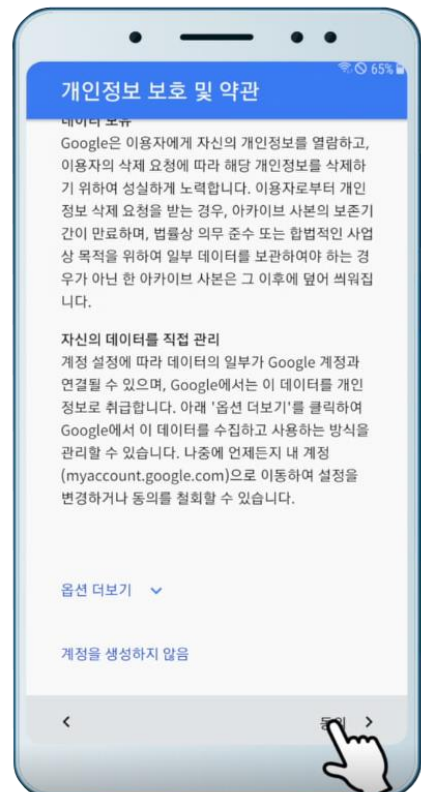 65%
개인정보 보호 및 약관
데이터 보유
Google은 이용자에게 자신의 개인정보를 열람하고,
이용자의 삭제 요청에 따라 해당 개인정보를 삭제하
기 위하여 성실하게 노력합니다. 이용자로부터 개인
정보 삭제 요청을 받는 경우, 아카이브 사본의 보존기
간이 만료하며, 법률상 의무 준수 또는 합법적인 사업
상 목적을 위하여 일부 데이터를 보관하여야 하는 경
우가 아닌 한 아카이브 사본은 그 이후에 덮어 씌워집
니다.
자신의 데이터를 직접 관리
계정 설정에 따라 데이터의 일부가 Google 계정과
연결될 수 있으며, Google에서는 이 데이터를 개인
정보로 취급합니다. 아래 '옵션 더보기'를 클릭하여
Google에서 이 데이터를 수집하고 사용하는 방식을
관리할 수 있습니다. 나중에 언제든지 내 계정
(myaccount.google.com)으로 이동하여 설정을
변경하거나 동의를 철회할 수 있습니다.
옵션 더보기
계정을 생성하지 않음
동의